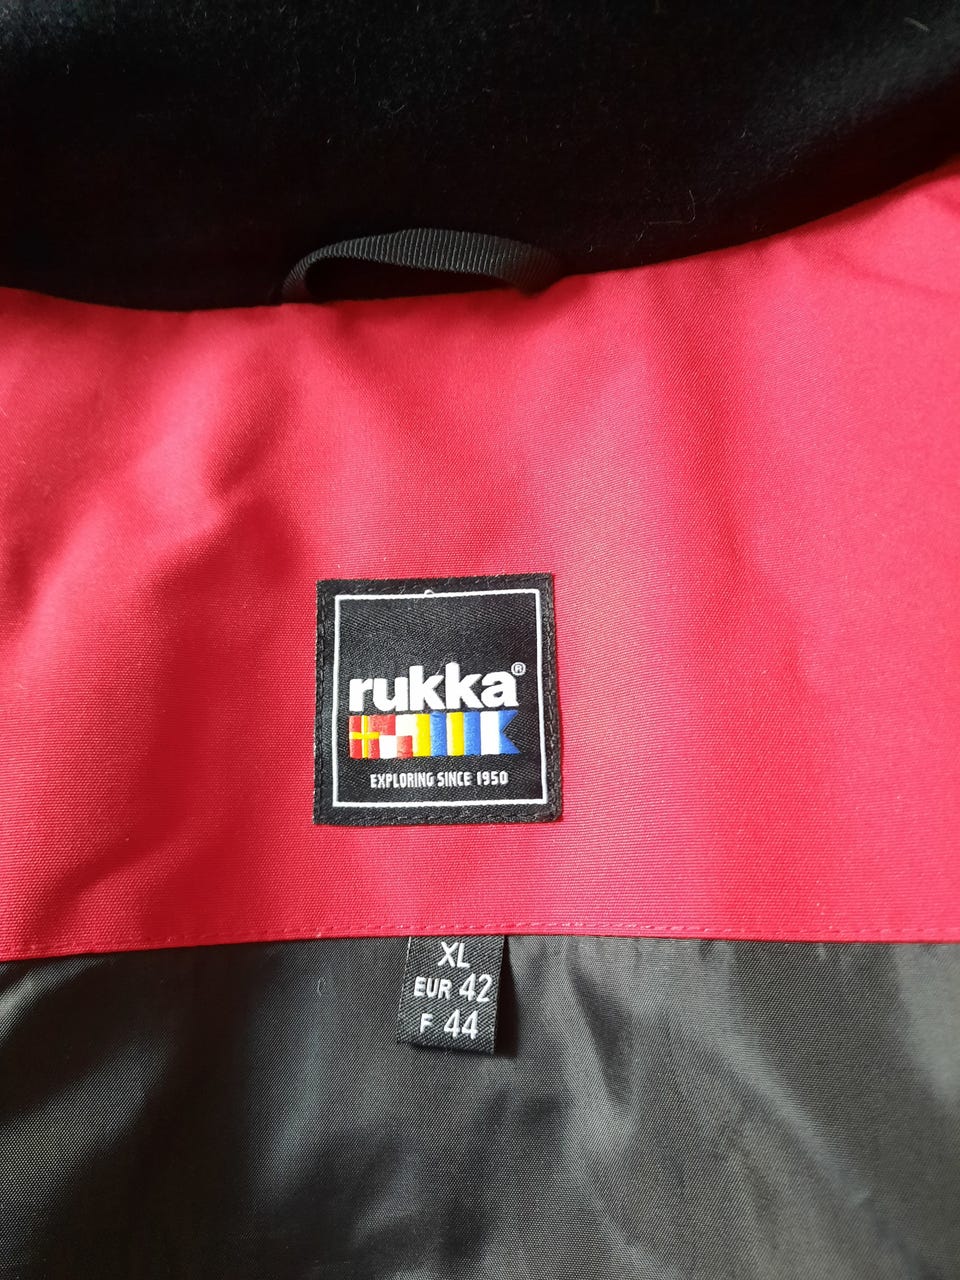 rukka®
EXPLORING SINCE 1950
XL
EUR 42
F 44